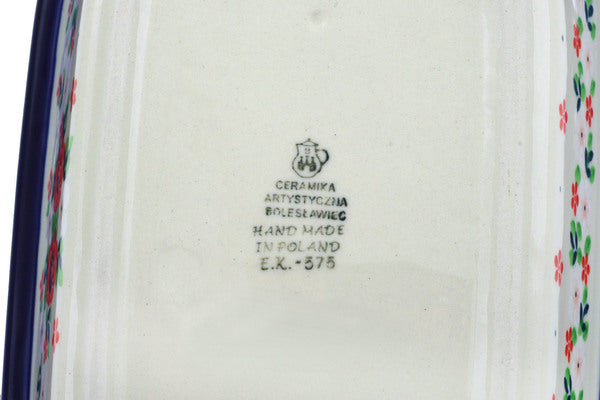 CERAMIKA
ARTYSTYCZNA
BOLESŁAWIEC
HAND MADE
IN POLAND
E.K.-575